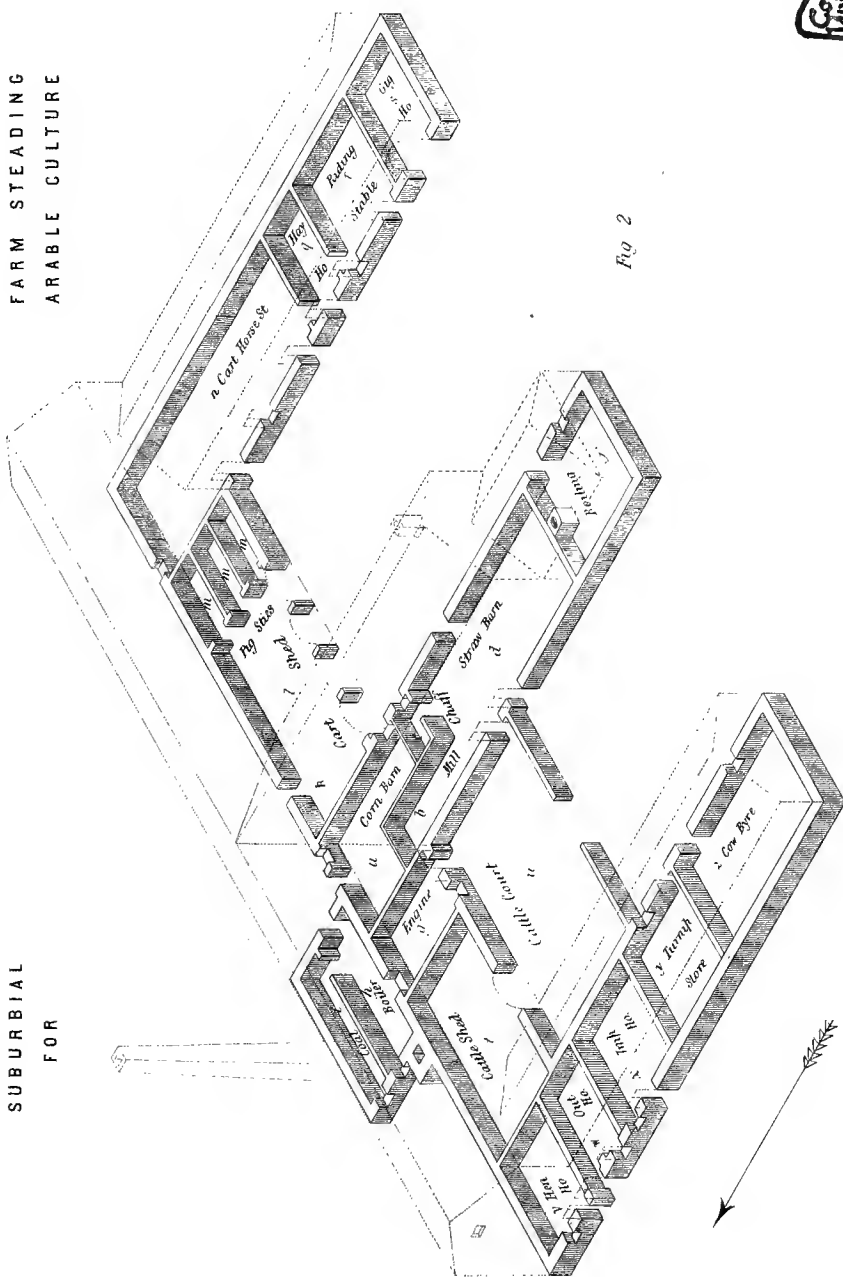 SUBURBIAL FARM STEADING
FOR ARABLE CULTURE
Fig 2
n Cart Horse St
Hay
q
Ho
Riding
r
Stable
Gig
s
Ho
m
m
m
Pig Sties
l
Shed
Cart
k
Corn Barn
a
Chaff
Mill
b
Straw Barn
d
Engine
Coal
Boiler
Cattle Shed
t
Cattle Court
u
v Hen
Ho
Out
Ho.
w
x Inf.
Ho.
y Turnip
Store
z Cow Byre